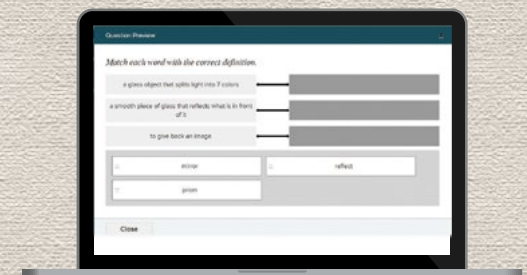 Question Preview
Match each word with the correct definition.
a glass object that splits light into 7 colors
a smooth piece of glass that reflects what is in front
of it
to give back an image
mirror
reflect
prism
Close